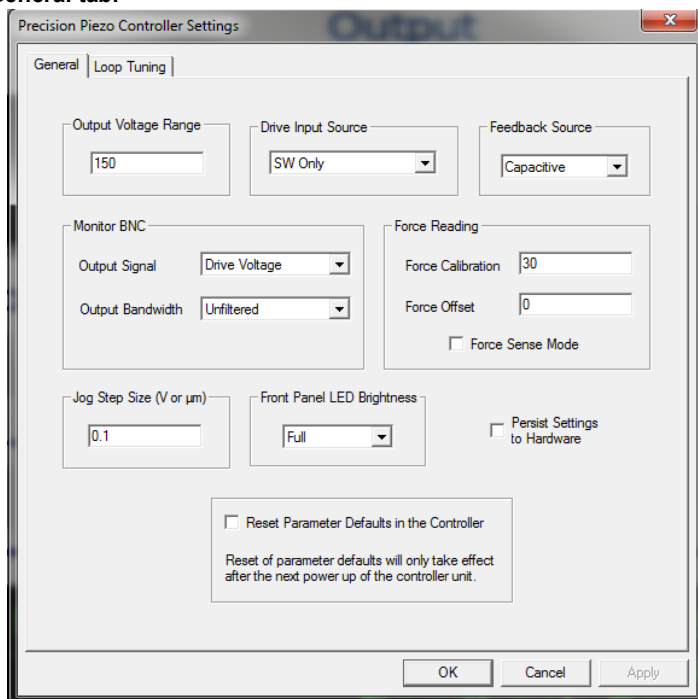 General tab.
Precision Piezo Controller Settings
Output
General
Loop Tuning
Output Voltage Range
150
Drive Input Source
SW Only
Feedback Source
Capacitive
Monitor BNC
Output Signal
Drive Voltage
Output Bandwidth
Unfiltered
Force Reading
Force Calibration
30
Force Offset
0
Force Sense Mode
Jog Step Size (V or µm)
0.1
Front Panel LED Brightness
Full
Persist Settings
to Hardware
Reset Parameter Defaults in the Controller
Reset of parameter defaults will only take effect
after the next power up of the controller unit.
OK
Cancel
Apply